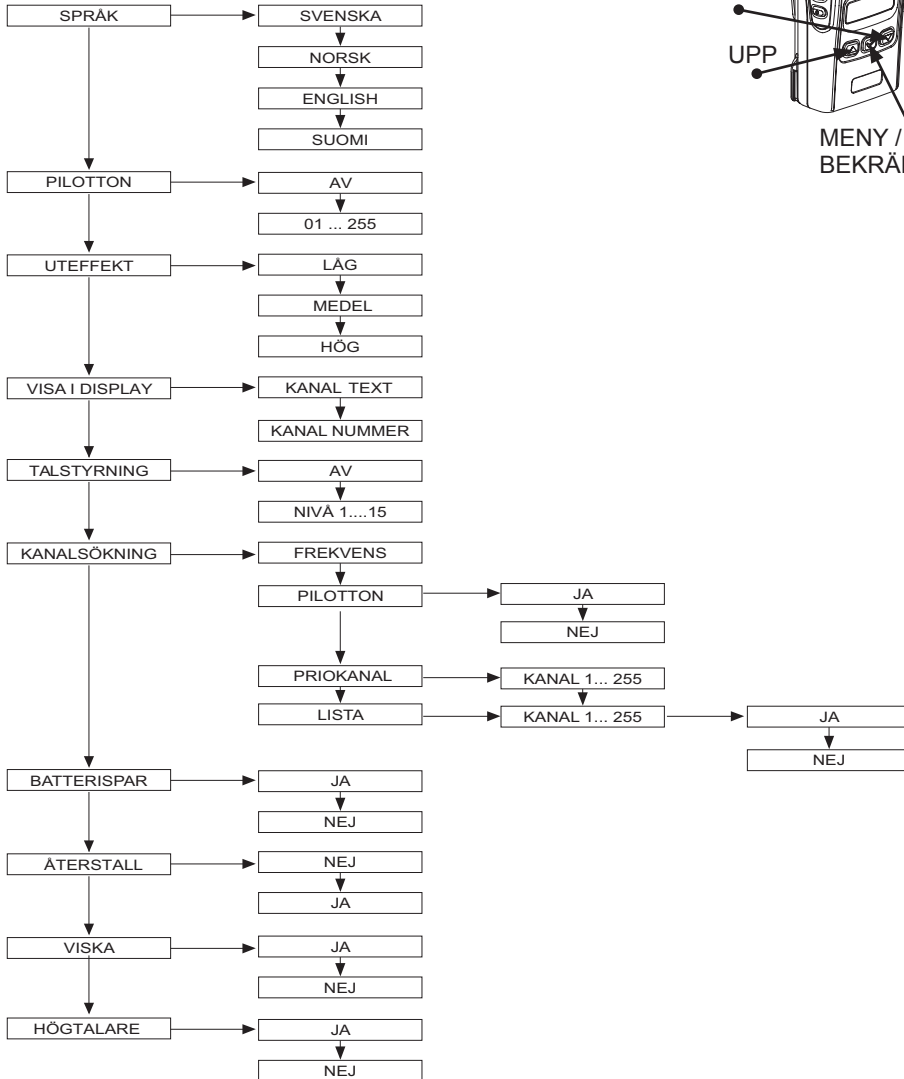 SPRÅK
SVENSKA
NORSK
ENGLISH
SUOMI
UPP
MENY /
PILOTTON
AV
01 ... 255
UTEFFEKT
LÅG
MEDEL
HÖG
VISA I DISPLAY
KANAL TEXT
KANAL NUMMER
TALSTYRNING
AV
NIVÅ 1....15
KANALSÖKNING
FREKVENS
PILOTTON
JA
NEJ
PRIOKANAL
KANAL 1... 255
LISTA
KANAL 1... 255
JA
NEJ
BATTERISPAR
JA
NEJ
ÅTERSTALL
NEJ
JA
VISKA
JA
NEJ
HÖGTALARE
JA
NEJ